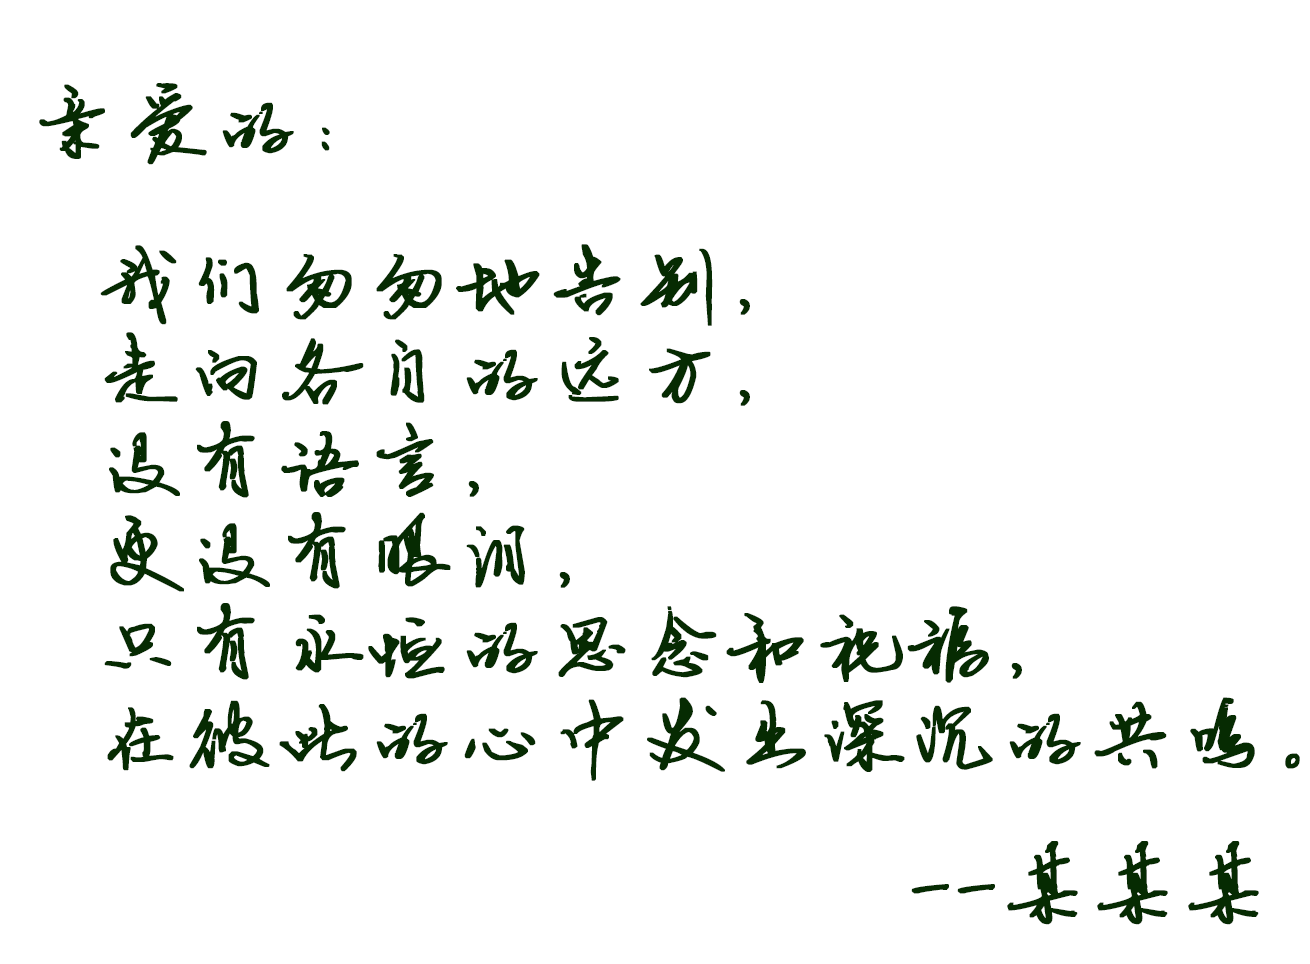 亲爱的：
我们匆匆地告别，
走向各自的远方，
没有语言，
更没有眼泪，
只有永恒的思念和祝福，
在彼此的心中发出深沉的共鸣。
--某某某